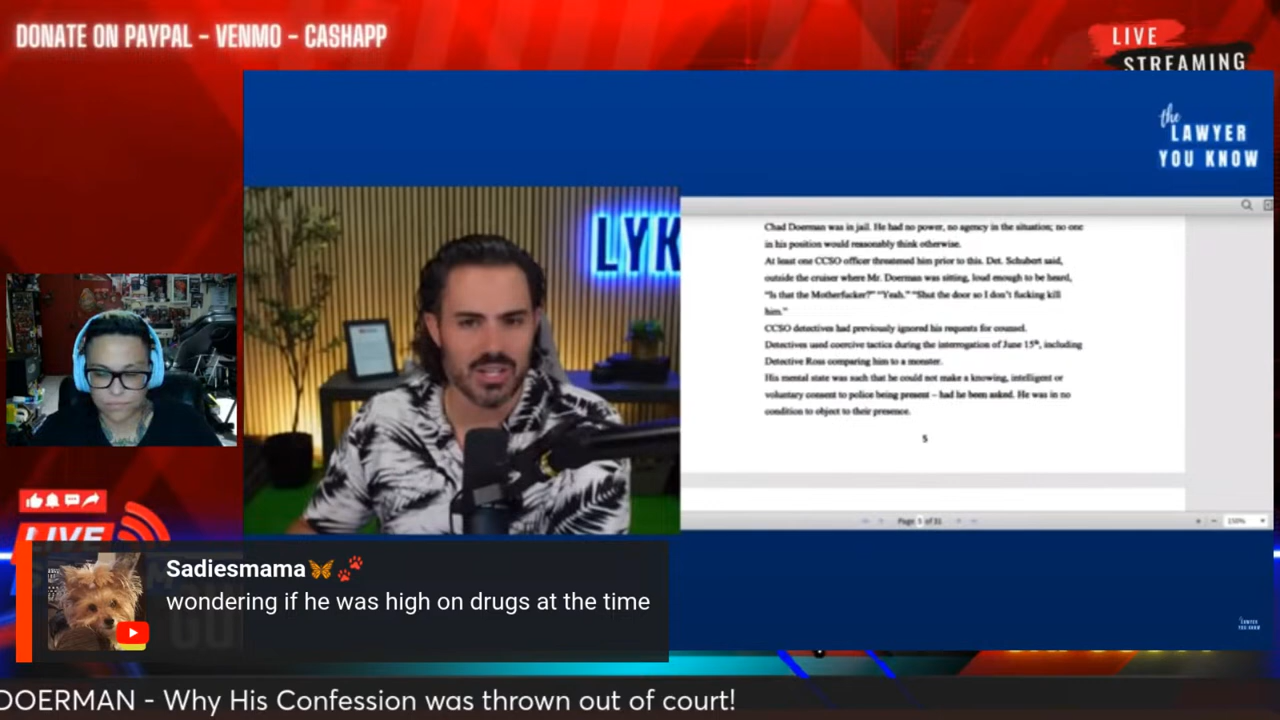 DONATE ON PAYPAL - VENMO - CASHAPP
LIVE
STREAMING
the
LAWYER
YOU KNOW
LYK
Chad Doerman was in jail. He had no power, no agency in the situation; no one
in his position would reasonably think otherwise.
At least one CCSO officer threatened him prior to this. Det. Schubert said,
outside the cruiser where Mr. Doerman was sitting, loud enough to be heard,
"Is that the Motherfucker?" "Yeah," "Shut the door so I don't fucking kill
him."
CCSO detectives had previously ignored his requests for counsel.
Detectives used coercive tactics during the interrogation of June 15th, including
Detective Ross comparing him to a monster.
His mental state was such that he could not make a knowing, intelligent or
voluntary consent to police being present – had he been asked. He was in no
condition to object to their presence.
5
Page 5 of 31
150%
LIVE
Sadiesmama
wondering if he was high on drugs at the time
LAWYER
YOU KNOW
DOERMAN - Why His Confession was thrown out of court!